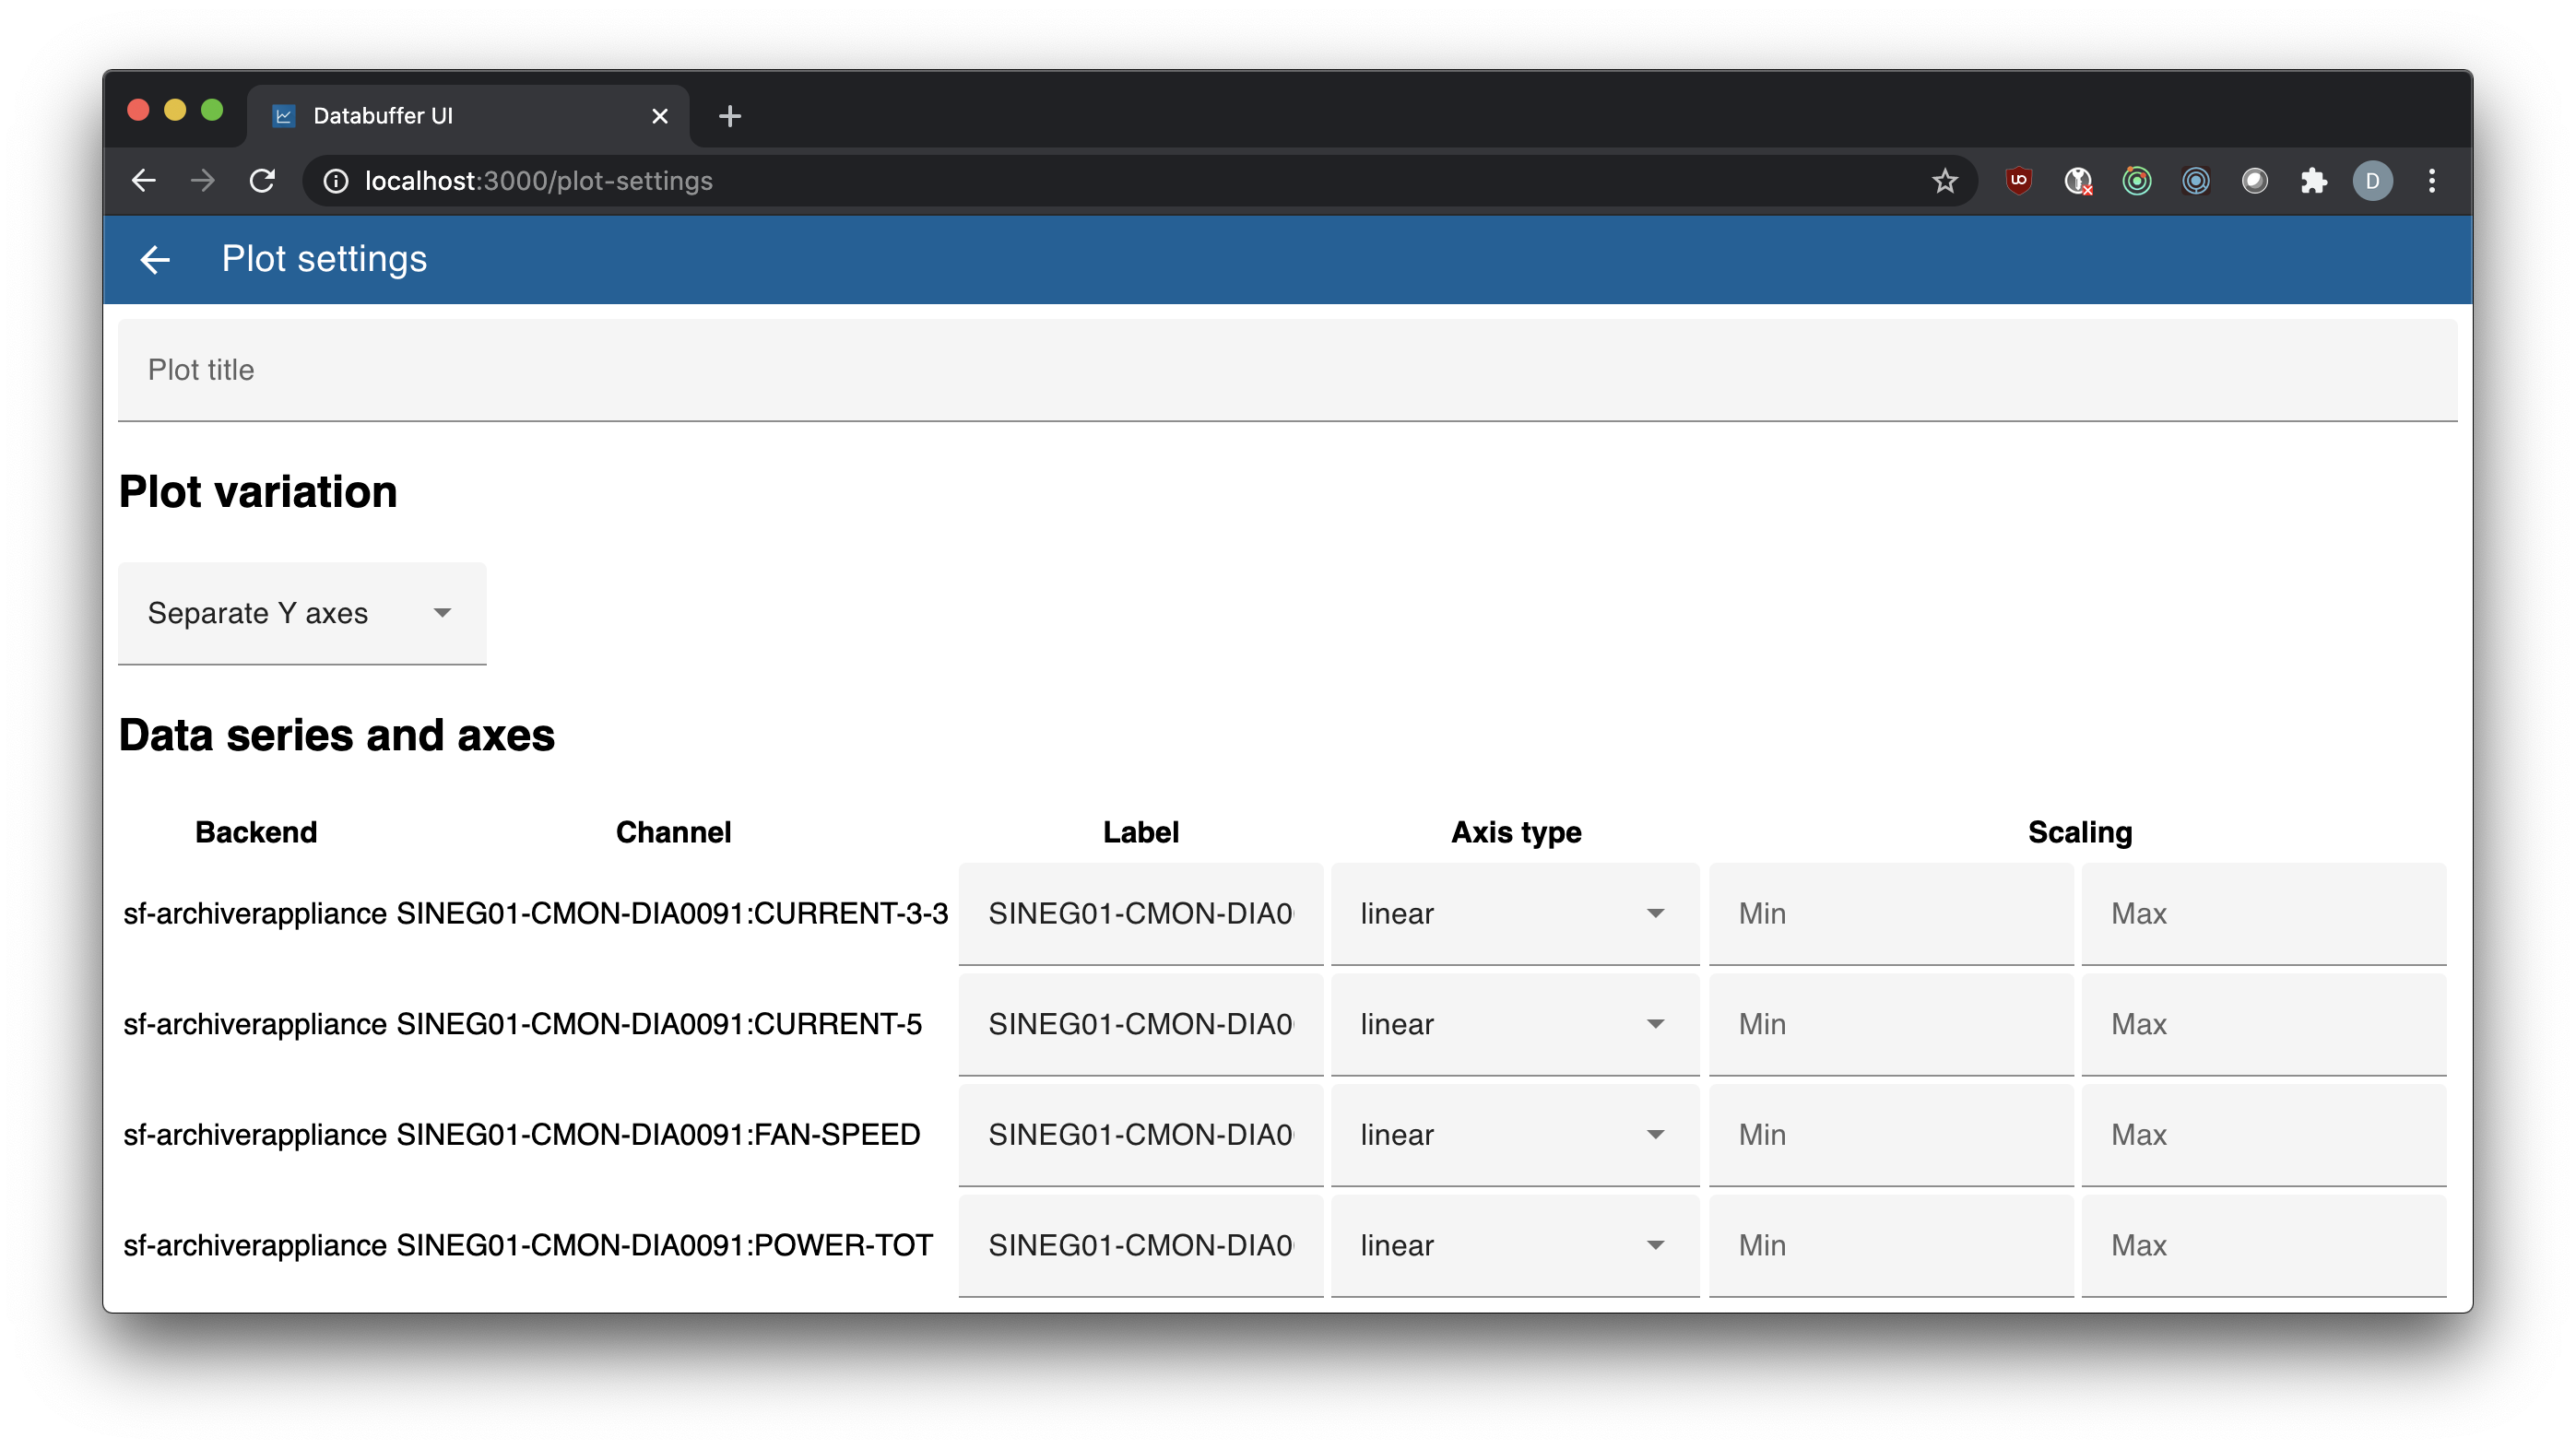 Databuffer UI
localhost:3000/plot-settings
D
Plot settings
Plot title
Plot variation
Separate Y axes
Data series and axes
Backend Channel Label Axis type Scaling
sf-archiverappliance SINEG01-CMON-DIA0091:CURRENT-3-3 SINEG01-CMON-DIA0 linear Min Max
sf-archiverappliance SINEG01-CMON-DIA0091:CURRENT-5 SINEG01-CMON-DIA0 linear Min Max
sf-archiverappliance SINEG01-CMON-DIA0091:FAN-SPEED SINEG01-CMON-DIA0 linear Min Max
sf-archiverappliance SINEG01-CMON-DIA0091:POWER-TOT SINEG01-CMON-DIA0 linear Min Max